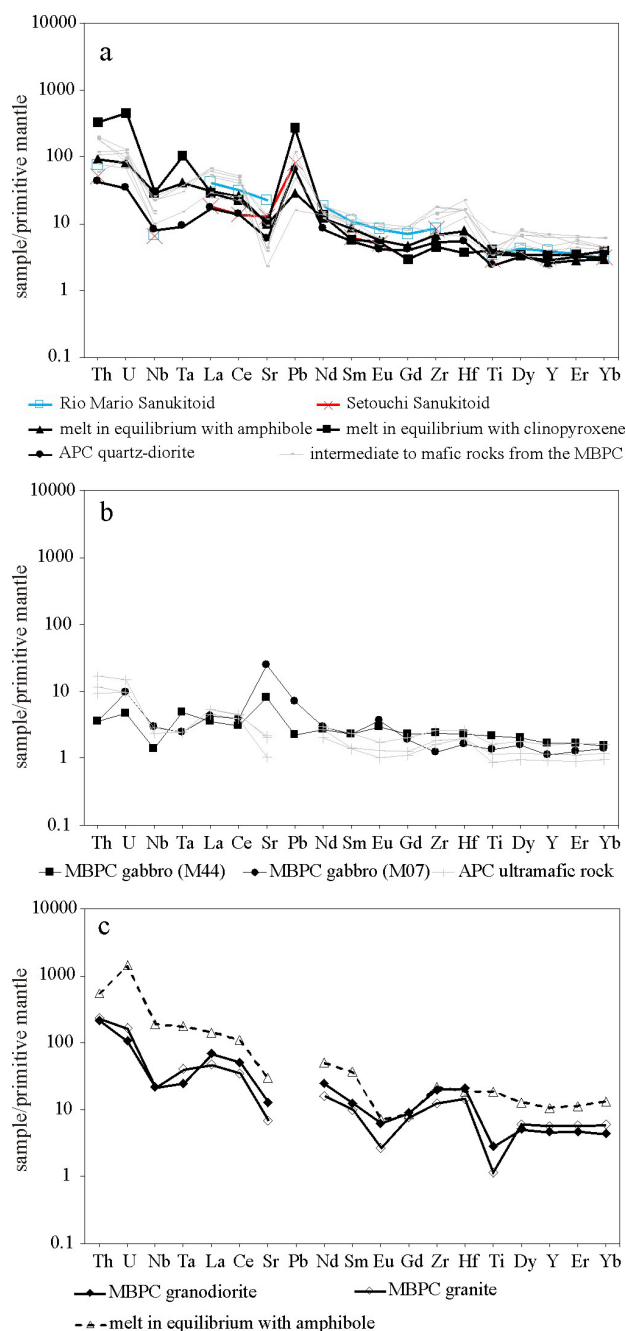 a
10000
1000
100
10
1
0.1
sample/primitive mantle
Th U Nb Ta La Ce Sr Pb Nd Sm Eu Gd Zr Hf Ti Dy Y Er Yb
Rio Mario Sanukitoid Setouchi Sanukitoid
melt in equilibrium with amphibole melt in equilibrium with clinopyroxene
APC quartz-diorite intermediate to mafic rocks from the MBPC
b
10000
1000
100
10
1
0.1
sample/primitive mantle
Th U Nb Ta La Ce Sr Pb Nd Sm Eu Gd Zr Hf Ti Dy Y Er Yb
MBPC gabbro (M44) MBPC gabbro (M07) APC ultramafic rock
c
10000
1000
100
10
1
0.1
sample/primitive mantle
Th U Nb Ta La Ce Sr Pb Nd Sm Eu Gd Zr Hf Ti Dy Y Er Yb
MBPC granodiorite MBPC granite
melt in equilibrium with amphibole